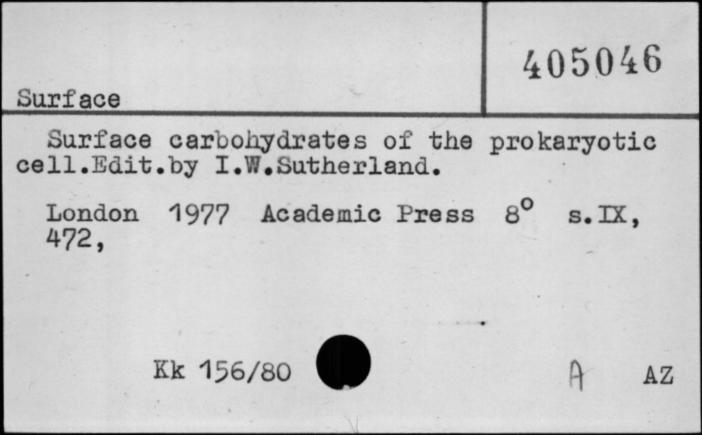 405046
Surface
Surface carbohydrates of the prokaryotic
cell.Edit.by I.W.Sutherland.
London 1977 Academic Press 8° s.IX,
472,
Kk 156/80
A AZ